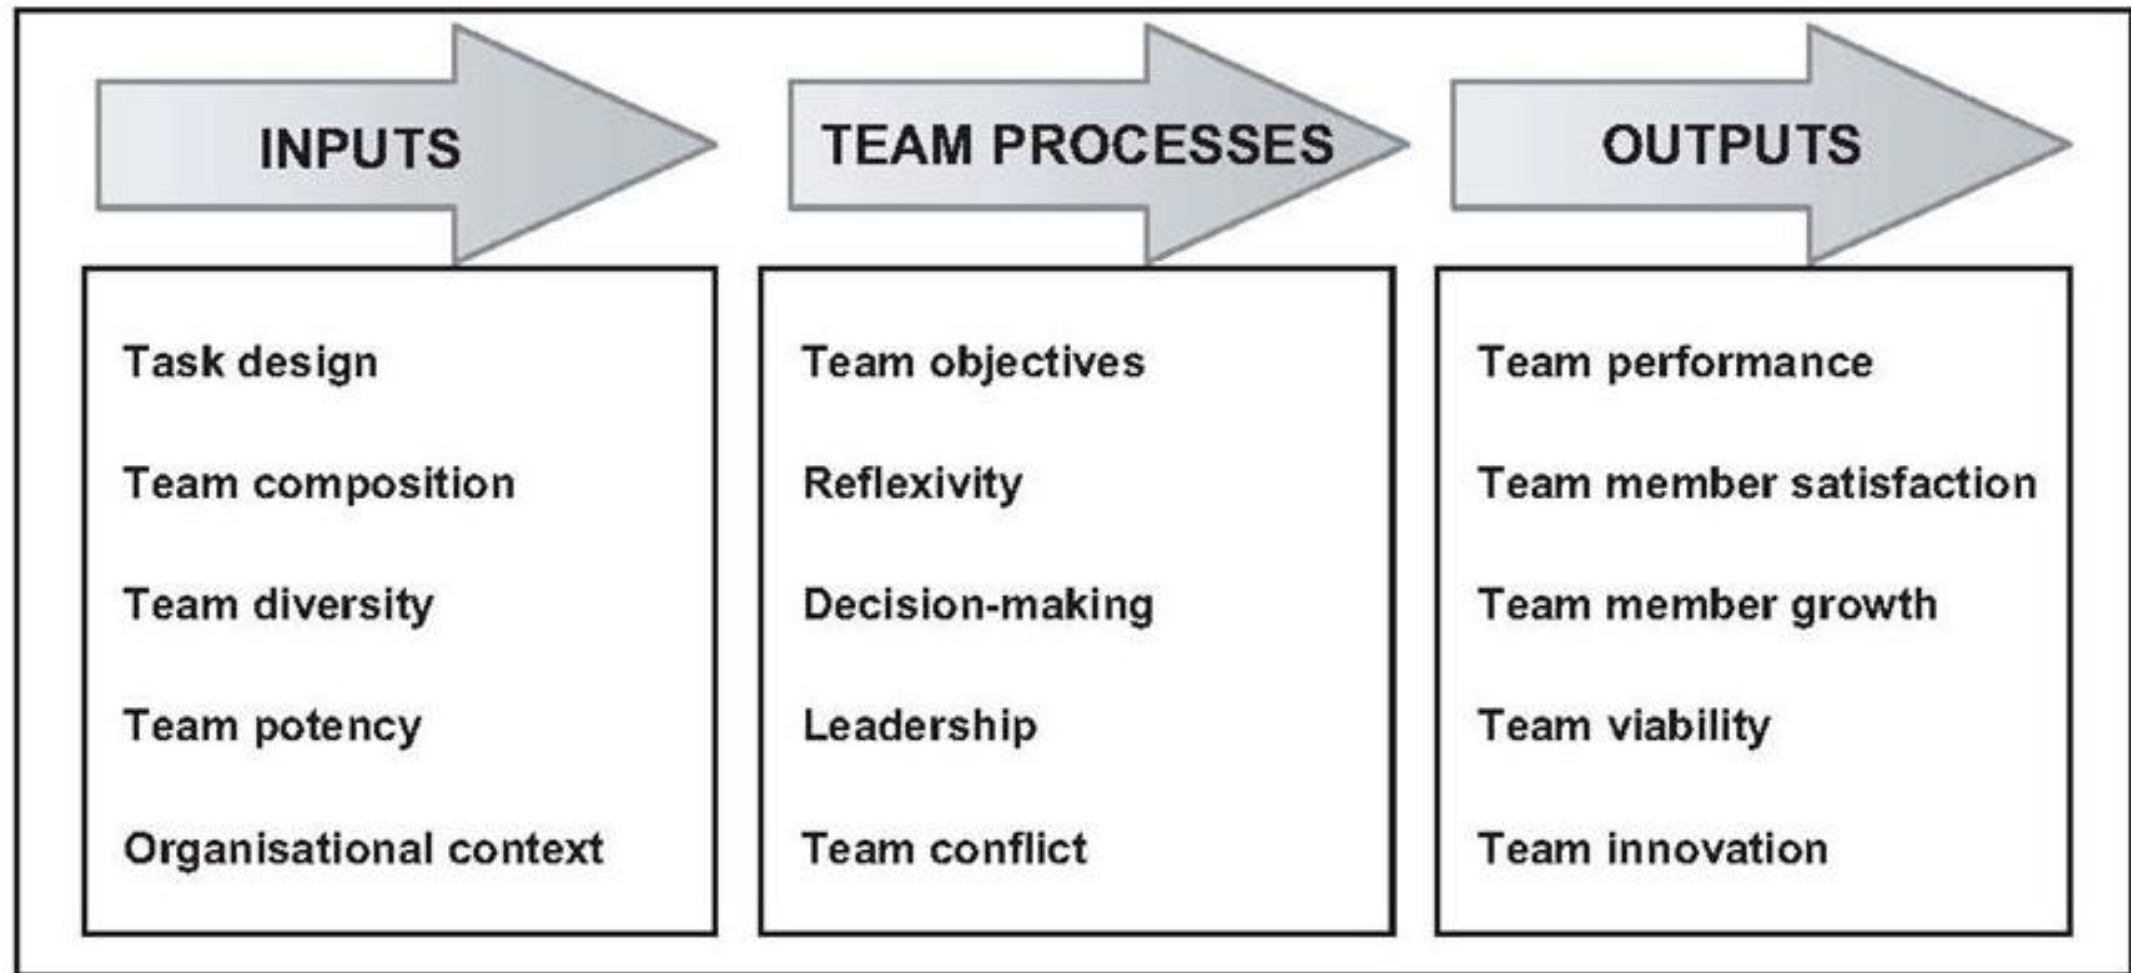 INPUTS
TEAM PROCESSES
OUTPUTS
Task design
Team composition
Team diversity
Team potency
Organisational context
Team objectives
Reflexivity
Decision-making
Leadership
Team conflict
Team performance
Team member satisfaction
Team member growth
Team viability
Team innovation